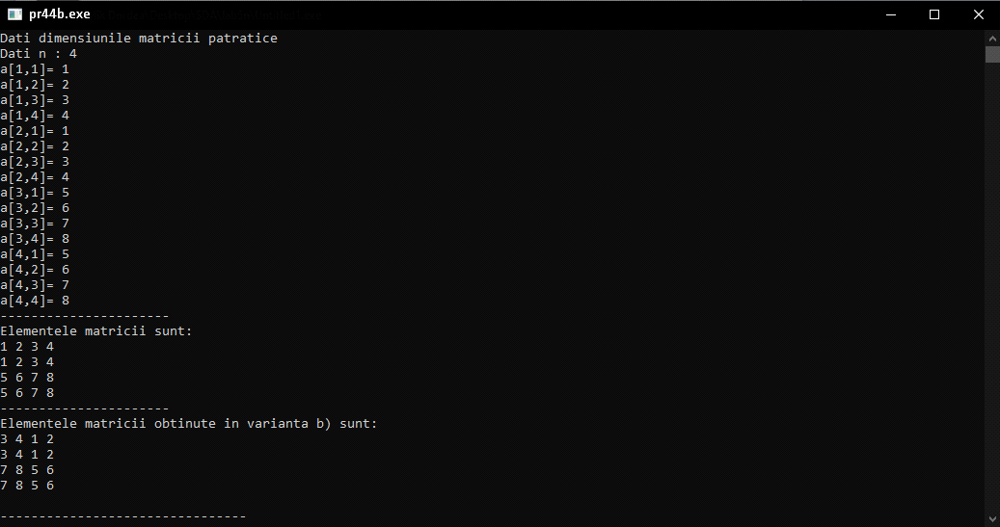 pr44b.exe
Dati dimensiunile matricii patratice
Dati n : 4
a[1,1]= 1
a[1,2]= 2
a[1,3]= 3
a[1,4]= 4
a[2,1]= 1
a[2,2]= 2
a[2,3]= 3
a[2,4]= 4
a[3,1]= 5
a[3,2]= 6
a[3,3]= 7
a[3,4]= 8
a[4,1]= 5
a[4,2]= 6
a[4,3]= 7
a[4,4]= 8
----------------------
Elementele matricii sunt:
1 2 3 4
1 2 3 4
5 6 7 8
5 6 7 8
----------------------
Elementele matricii obtinute in varianta b) sunt:
3 4 1 2
3 4 1 2
7 8 5 6
7 8 5 6
--------------------------------